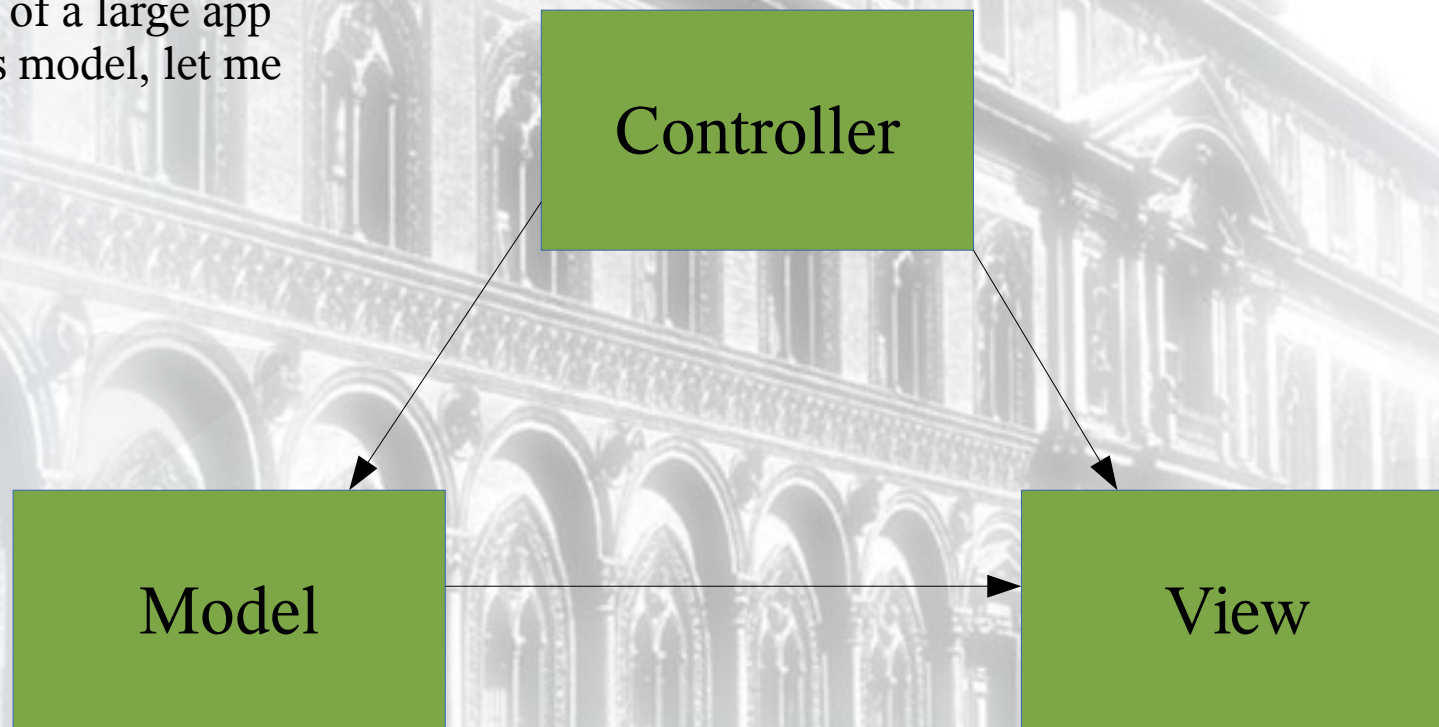 of a large app
s model, let me
Controller
Model
View